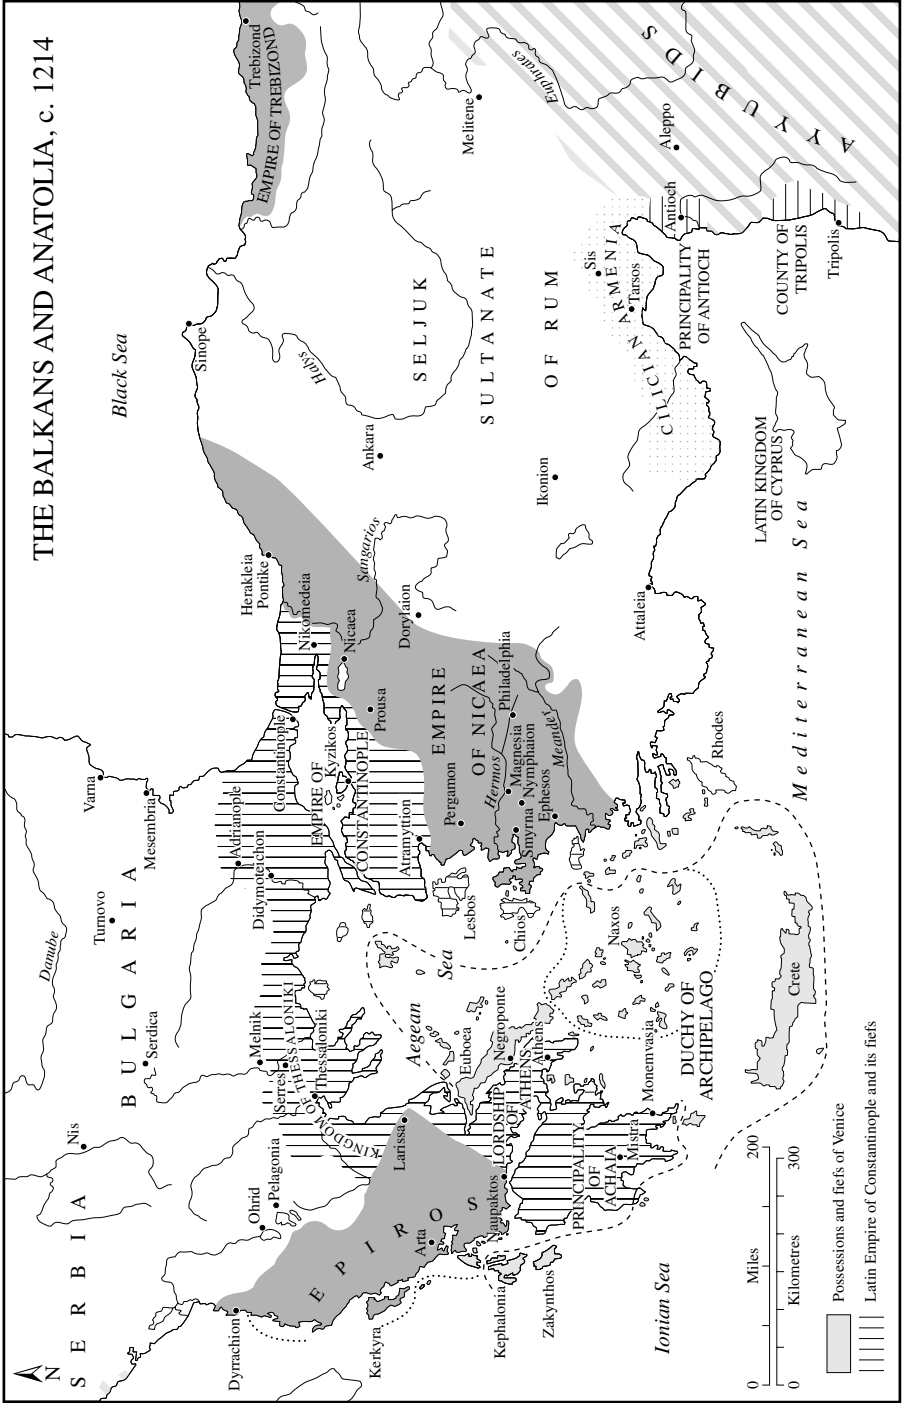 THE BALKANS AND ANATOLIA, c. 1214
N
SERBIA
Nis
Danube
BULGARIA
Serdica
Turnovo
Varna
Mesembria
Black Sea
Sinope
Trebizond
EMPIRE OF TREBIZOND
Dyrrachion
Ohrid
Pelagonia
Melnik
Serres
KINGDOM OF THESSALONIKI
Thessaloniki
Adrianople
Didymoteichon
Constantinople
EMPIRE OF
CONSTANTINOPLE
Kyzikos
Nikomedeia
Herakleia
Pontike
Nicaea
Prousa
Sangarios
Dorylaion
Ankara
Halys
SELJUK
SULTANATE
OF RUM
Melitene
Euphrates
AYYUBIDS
Aleppo
Kerkyra
EPIROS
Arta
Larissa
Naupaktos
LORDSHIP
OF
ATHENS
Athens
Negroponte
Euboea
Aegean
Sea
Lesbos
Chios
Atramyttion
Pergamon
EMPIRE
OF NICAEA
Hermos
Magnesia
Nymphaion
Philadelphia
Smyrna
Ephesos
Meander
Ikonion
CILICIAN ARMENIA
Sis
Tarsos
Antioch
PRINCIPALITY
OF ANTIOCH
COUNTY OF
TRIPOLIS
Tripolis
Kephalonia
Zakynthos
Ionian Sea
PRINCIPALITY
OF
ACHAIA
Mistra
Monemvasia
DUCHY OF
ARCHIPELAGO
Naxos
Crete
Rhodes
Attaleia
Mediterranean Sea
LATIN KINGDOM
OF CYPRUS
0
Miles
200
0
Kilometres
300
Possessions and fiefs of Venice
Latin Empire of Constantinople and its fiefs